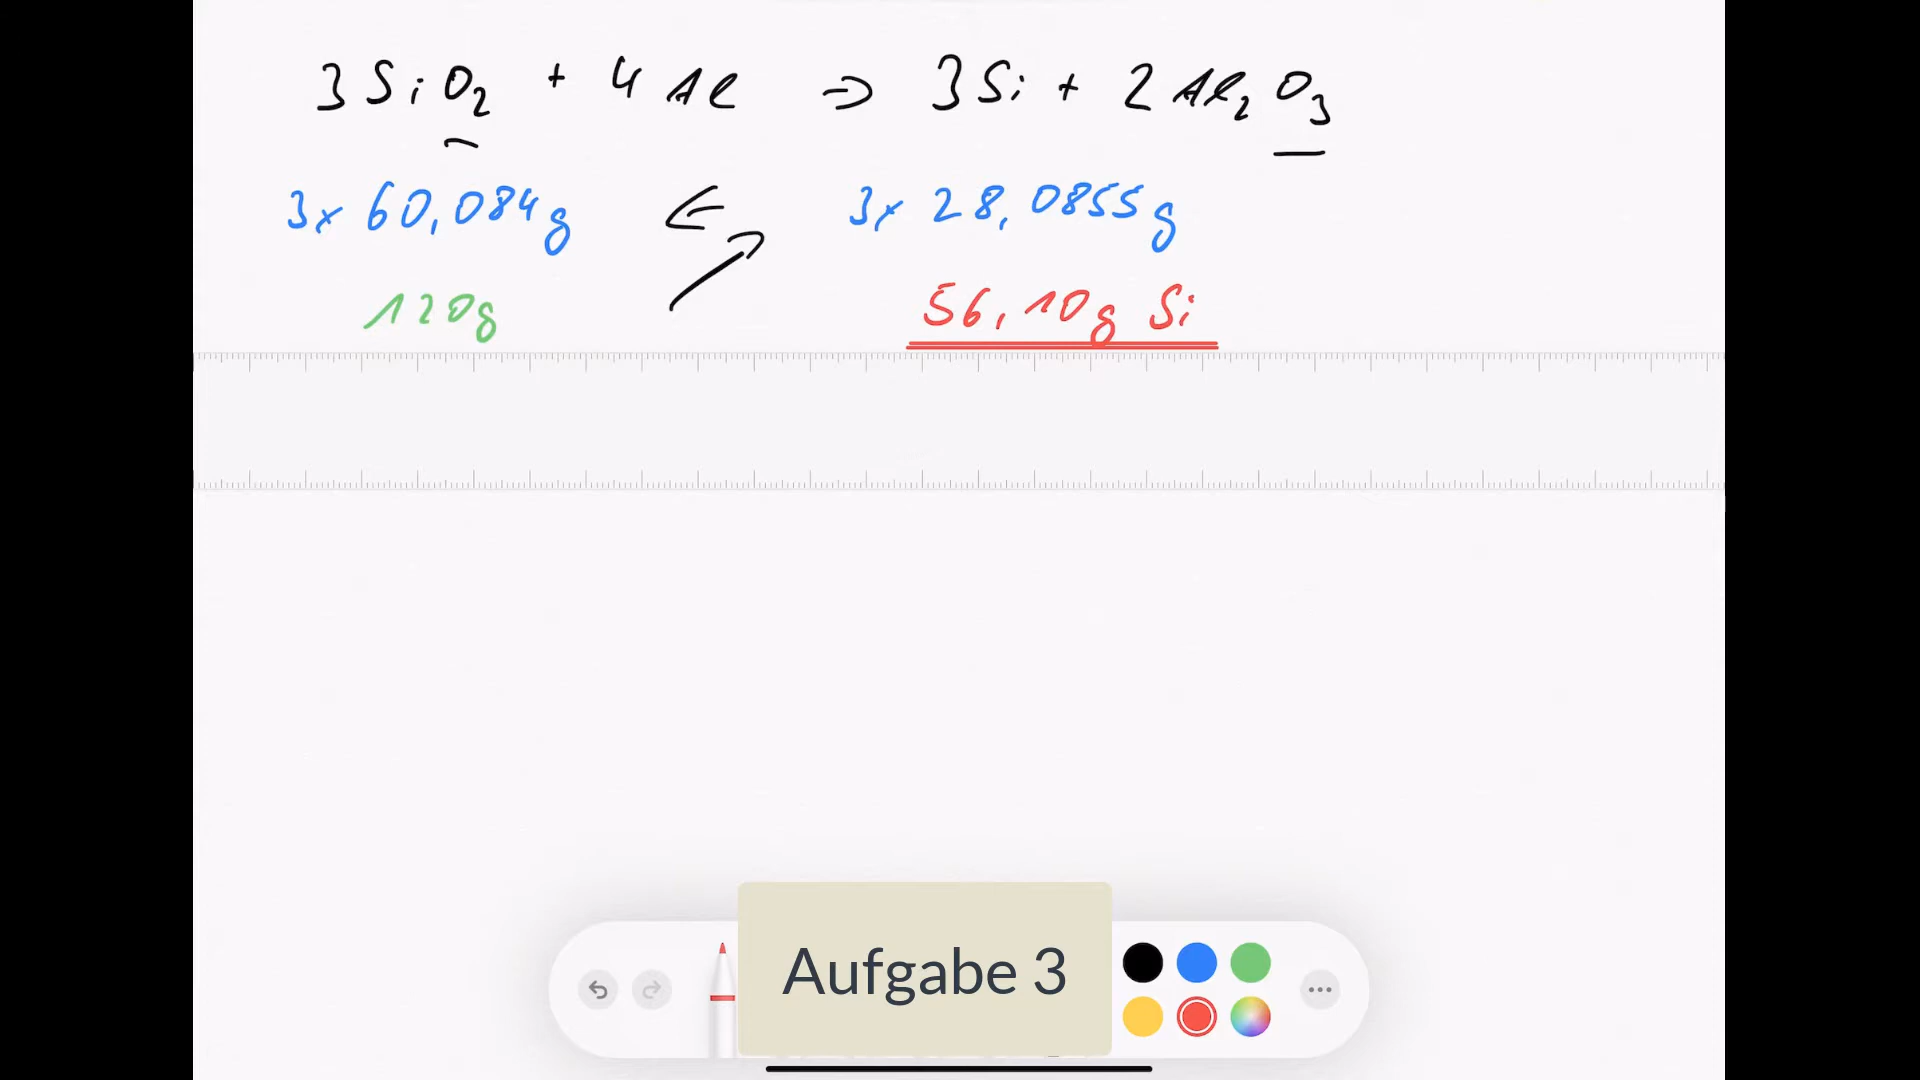 3 SiO₂ + 4 Al ⇒ 3 Si + 2 Al₂O₃
3x 60,084g ⇐ 3x 28,0855g
120g 56,10g Si
Aufgabe 3